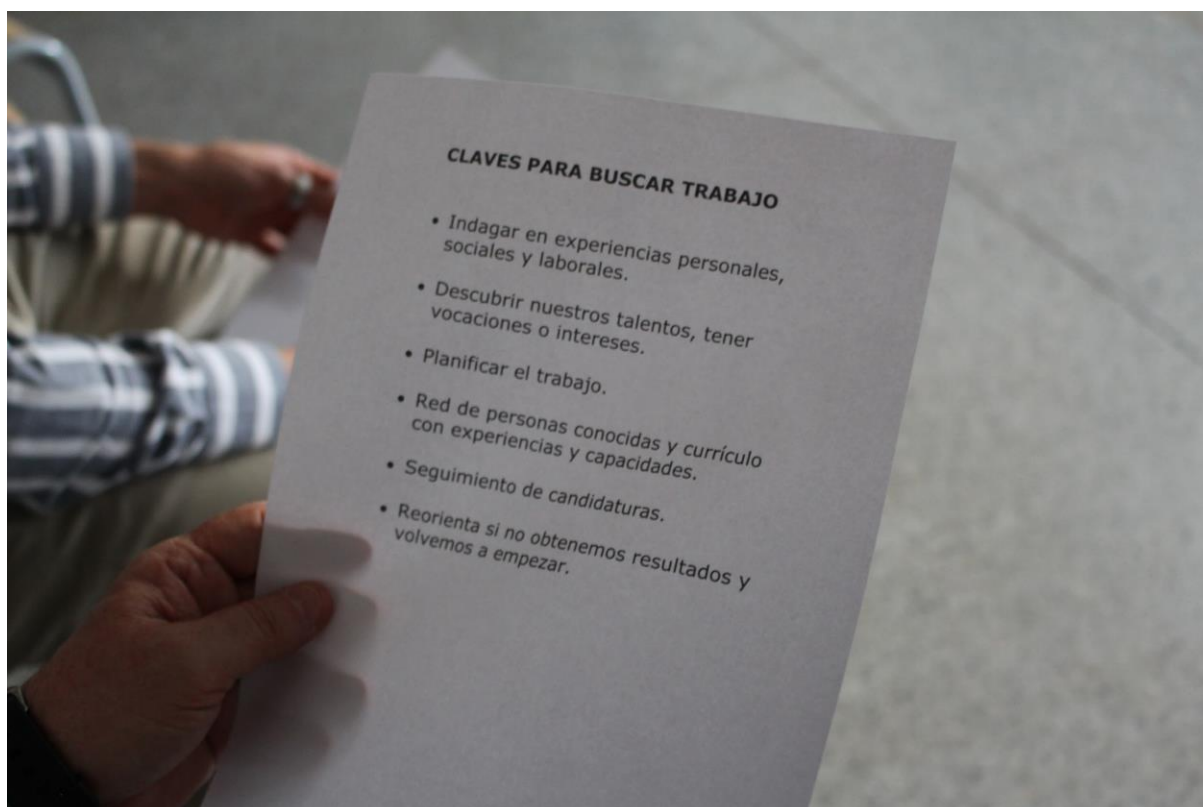 CLAVES PARA BUSCAR TRABAJO
• Indagar en experiencias personales,
sociales y laborales.
• Descubrir nuestros talentos, tener
vocaciones o intereses.
• Planificar el trabajo.
• Red de personas conocidas y currículo
con experiencias y capacidades.
• Seguimiento de candidaturas.
• Reorienta si no obtenemos resultados y
volvemos a empezar.